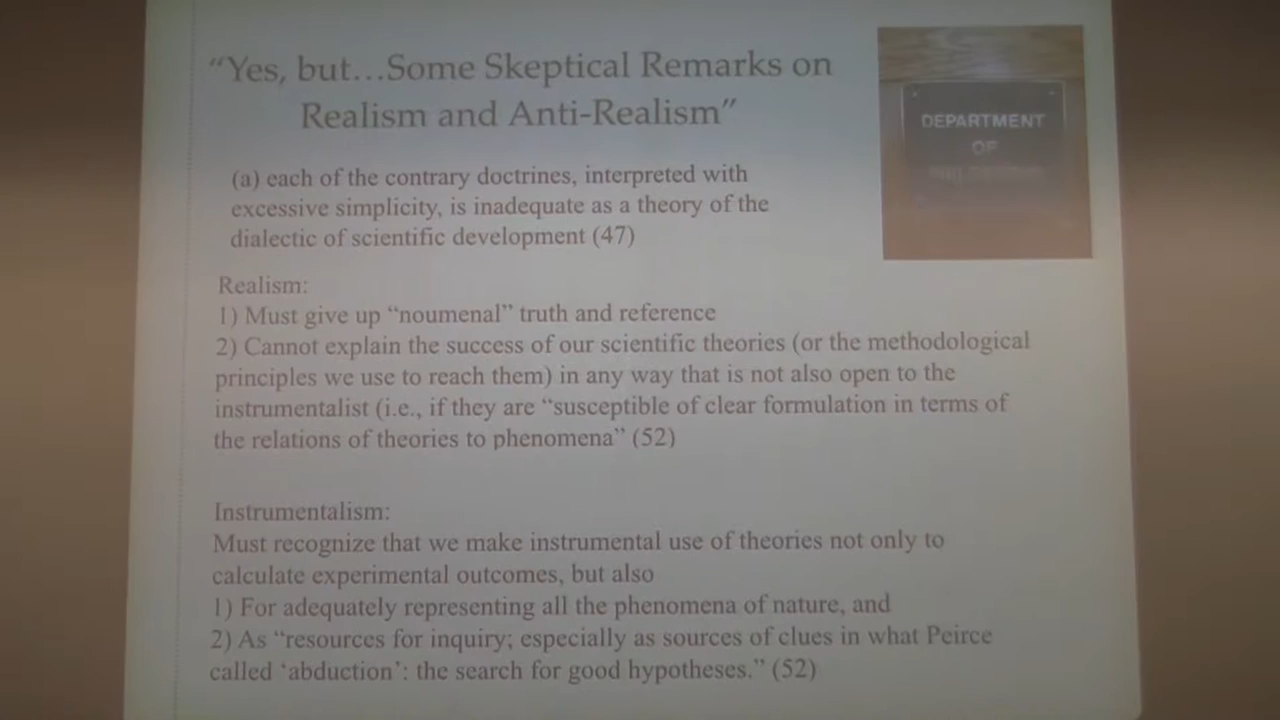 “Yes, but…Some Skeptical Remarks on
Realism and Anti-Realism”
DEPARTMENT
OF
(a) each of the contrary doctrines, interpreted with
excessive simplicity, is inadequate as a theory of the
dialectic of scientific development (47)
Realism:
1) Must give up “noumenal” truth and reference
2) Cannot explain the success of our scientific theories (or the methodological
principles we use to reach them) in any way that is not also open to the
instrumentalist (i.e., if they are “susceptible of clear formulation in terms of
the relations of theories to phenomena” (52)
Instrumentalism:
Must recognize that we make instrumental use of theories not only to
calculate experimental outcomes, but also
1) For adequately representing all the phenomena of nature, and
2) As “resources for inquiry; especially as sources of clues in what Peirce
called ‘abduction’: the search for good hypotheses.” (52)